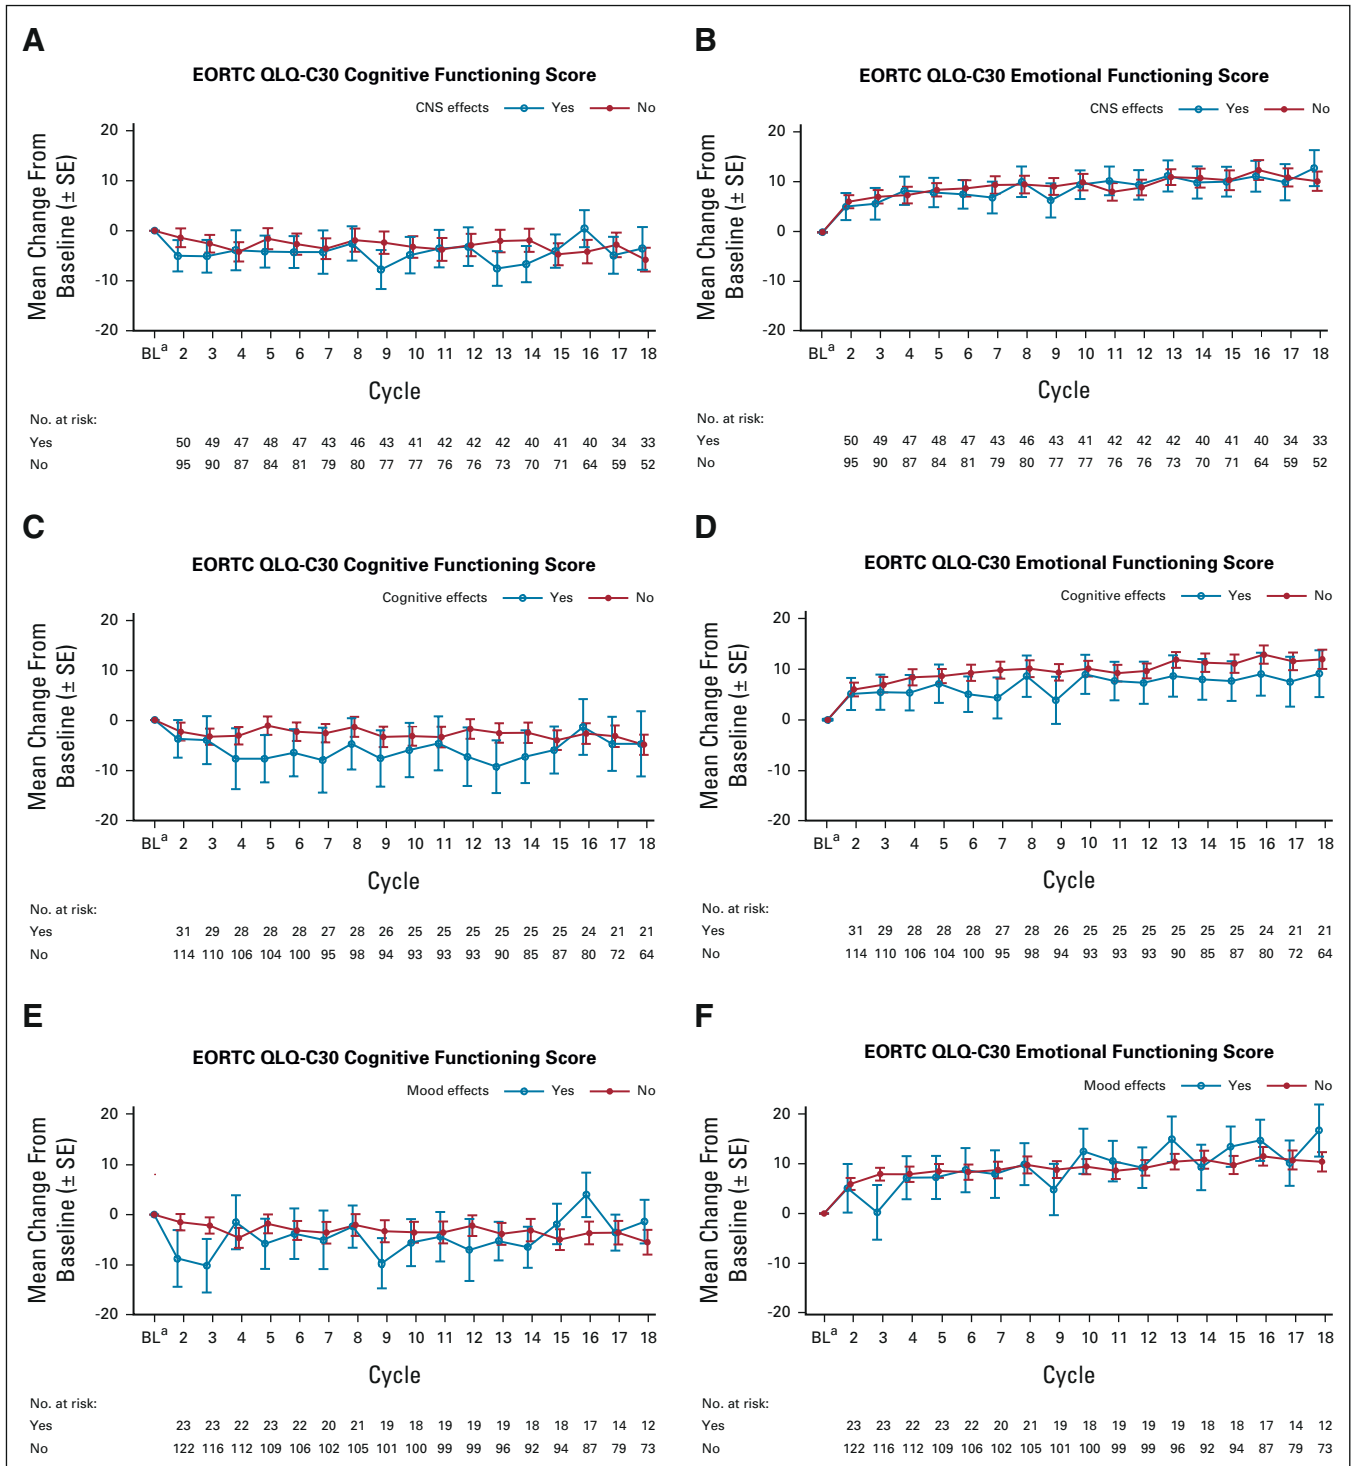 A
EORTC QLQ-C30 Cognitive Functioning Score
CNS effects Yes No
Mean Change From
Baseline (± SE)
20
10
0
-10
-20
BLa 2 3 4 5 6 7 8 9 10 11 12 13 14 15 16 17 18
Cycle
No. at risk:
Yes 50 49 47 48 47 43 46 43 41 42 42 42 40 41 40 34 33
No 95 90 87 84 81 79 80 77 77 76 76 73 70 71 64 59 52
B
EORTC QLQ-C30 Emotional Functioning Score
CNS effects Yes No
Mean Change From
Baseline (± SE)
20
10
0
-10
-20
BLa 2 3 4 5 6 7 8 9 10 11 12 13 14 15 16 17 18
Cycle
No. at risk:
Yes 50 49 47 48 47 43 46 43 41 42 42 42 40 41 40 34 33
No 95 90 87 84 81 79 80 77 77 76 76 73 70 71 64 59 52
C
EORTC QLQ-C30 Cognitive Functioning Score
Cognitive effects Yes No
Mean Change From
Baseline (± SE)
20
10
0
-10
-20
BLa 2 3 4 5 6 7 8 9 10 11 12 13 14 15 16 17 18
Cycle
No. at risk:
Yes 31 29 28 28 28 27 28 26 25 25 25 25 25 25 24 21 21
No 114 110 106 104 100 95 98 94 93 93 93 90 85 87 80 72 64
D
EORTC QLQ-C30 Emotional Functioning Score
Cognitive effects Yes No
Mean Change From
Baseline (± SE)
20
10
0
-10
-20
BLa 2 3 4 5 6 7 8 9 10 11 12 13 14 15 16 17 18
Cycle
No. at risk:
Yes 31 29 28 28 28 27 28 26 25 25 25 25 25 25 24 21 21
No 114 110 106 104 100 95 98 94 93 93 93 90 85 87 80 72 64
E
EORTC QLQ-C30 Cognitive Functioning Score
Mood effects Yes No
Mean Change From
Baseline (± SE)
20
10
0
-10
-20
BLa 2 3 4 5 6 7 8 9 10 11 12 13 14 15 16 17 18
Cycle
No. at risk:
Yes 23 23 22 23 22 20 21 19 18 19 19 19 18 18 17 14 12
No 122 116 112 109 106 102 105 101 100 99 99 96 92 94 87 79 73
F
EORTC QLQ-C30 Emotional Functioning Score
Mood effects Yes No
Mean Change From
Baseline (± SE)
20
10
0
-10
-20
BLa 2 3 4 5 6 7 8 9 10 11 12 13 14 15 16 17 18
Cycle
No. at risk:
Yes 23 23 22 23 22 20 21 19 18 19 19 19 18 18 17 14 12
No 122 116 112 109 106 102 105 101 100 99 99 96 92 94 87 79 73